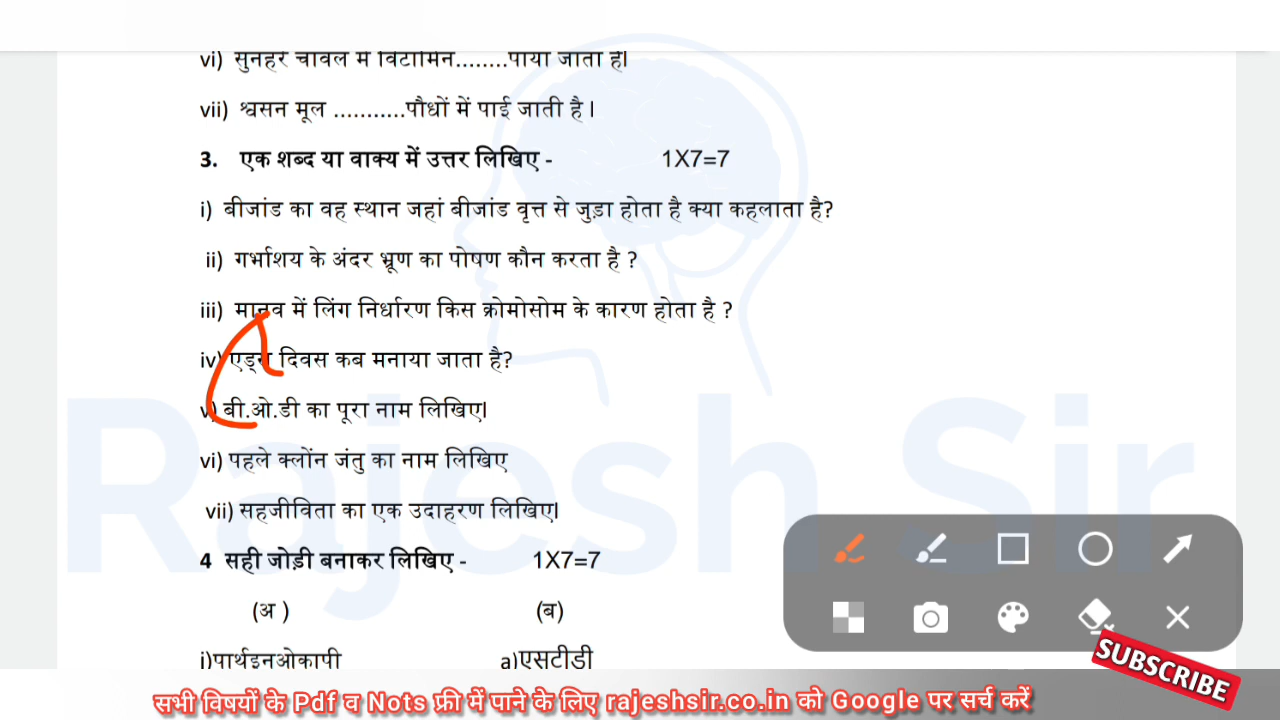 vi) सुनहरे चावल में विटामिन........पाया जाता है।
vii) श्वसन मूल ...........पौधों में पाई जाती है ।
3. एक शब्द या वाक्य में उत्तर लिखिए - 1X7=7
i) बीजांड का वह स्थान जहां बीजांड वृत्त से जुड़ा होता है क्या कहलाता है?
ii) गर्भाशय के अंदर भ्रूण का पोषण कौन करता है ?
iii) मानव में लिंग निर्धारण किस क्रोमोसोम के कारण होता है ?
iv) एड्स दिवस कब मनाया जाता है?
v) बी.ओ.डी का पूरा नाम लिखिए।
vi) पहले क्लोंन जंतु का नाम लिखिए
vii) सहजीविता का एक उदाहरण लिखिए।
4 सही जोड़ी बनाकर लिखिए - 1X7=7
(अ ) (ब)
i)पार्थइनओकापी a)एसटीडी
Rajesh Sir
SUBSCRIBE
सभी विषयों के Pdf व Nots फ्री में पाने के लिए rajeshsir.co.in को Google पर सर्च करें